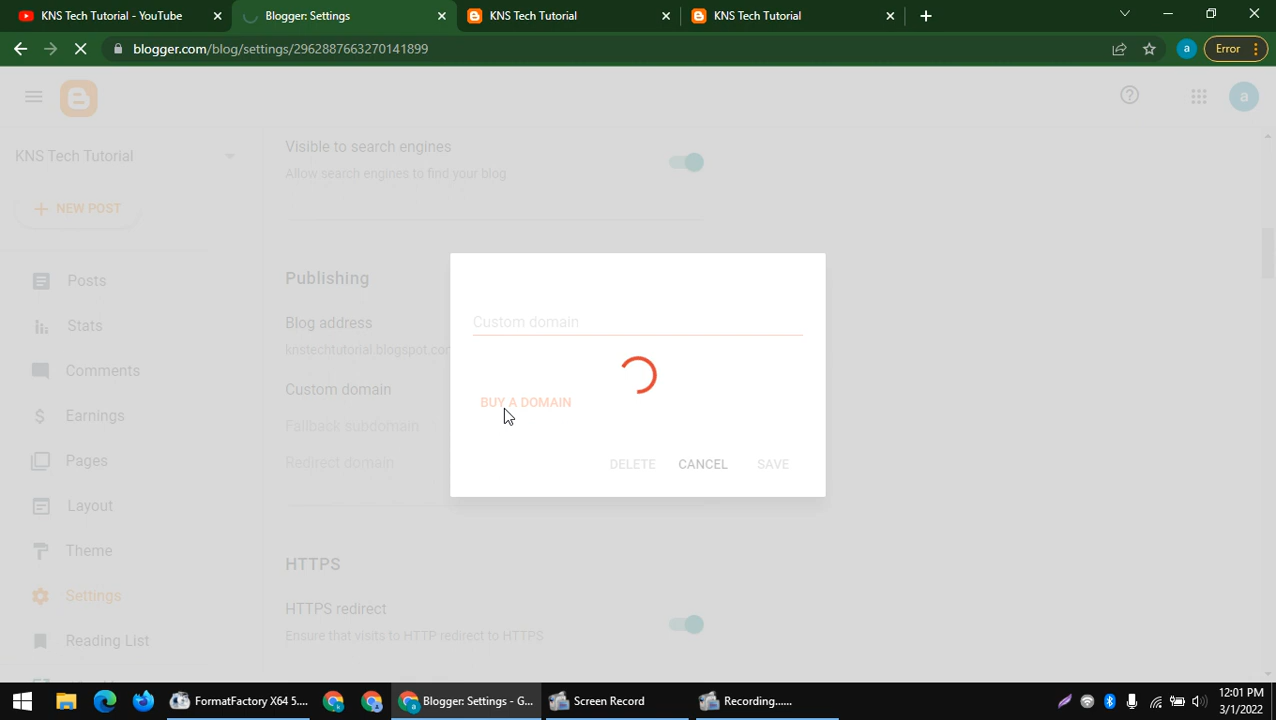 KNS Tech Tutorial - YouTube
Blogger: Settings
KNS Tech Tutorial
KNS Tech Tutorial
blogger.com/blog/settings/2962887663270141899
a
Error
a
KNS Tech Tutorial
NEW POST
Posts
Stats
Comments
Earnings
Pages
Layout
Theme
Settings
Reading List
Visible to search engines
Allow search engines to find your blog
Publishing
Blog address
knstechtutorial.blogspot.com
Custom domain
Fallback subdomain
Redirect domain
HTTPS
HTTPS redirect
Ensure that visits to HTTP redirect to HTTPS
Custom domain
BUY A DOMAIN
DELETE
CANCEL
SAVE
FormatFactory X64 5....
Blogger: Settings - G...
Screen Record
Recording......
12:01 PM
3/1/2022